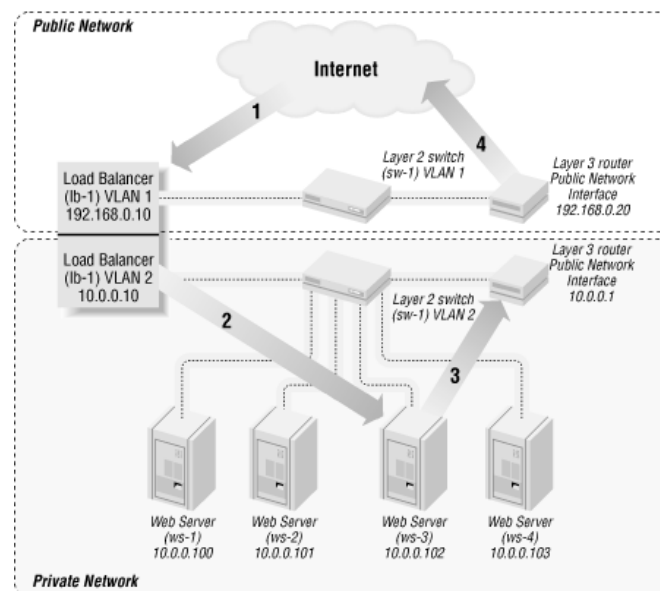 Public Network
Internet
1
4
Layer 2 switch
(sw-1) VLAN 1
Layer 3 router
Public Network
Interface
192.168.0.20
Load Balancer
(lb-1) VLAN 1
192.168.0.10
Load Balancer
(lb-1) VLAN 2
10.0.0.10
Layer 2 switch
(sw-1) VLAN 2
Layer 3 router
Public Network
Interface
10.0.0.1
2
3
Web Server
(ws-1)
10.0.0.100
Web Server
(ws-2)
10.0.0.101
Web Server
(ws-3)
10.0.0.102
Web Server
(ws-4)
10.0.0.103
Private Network